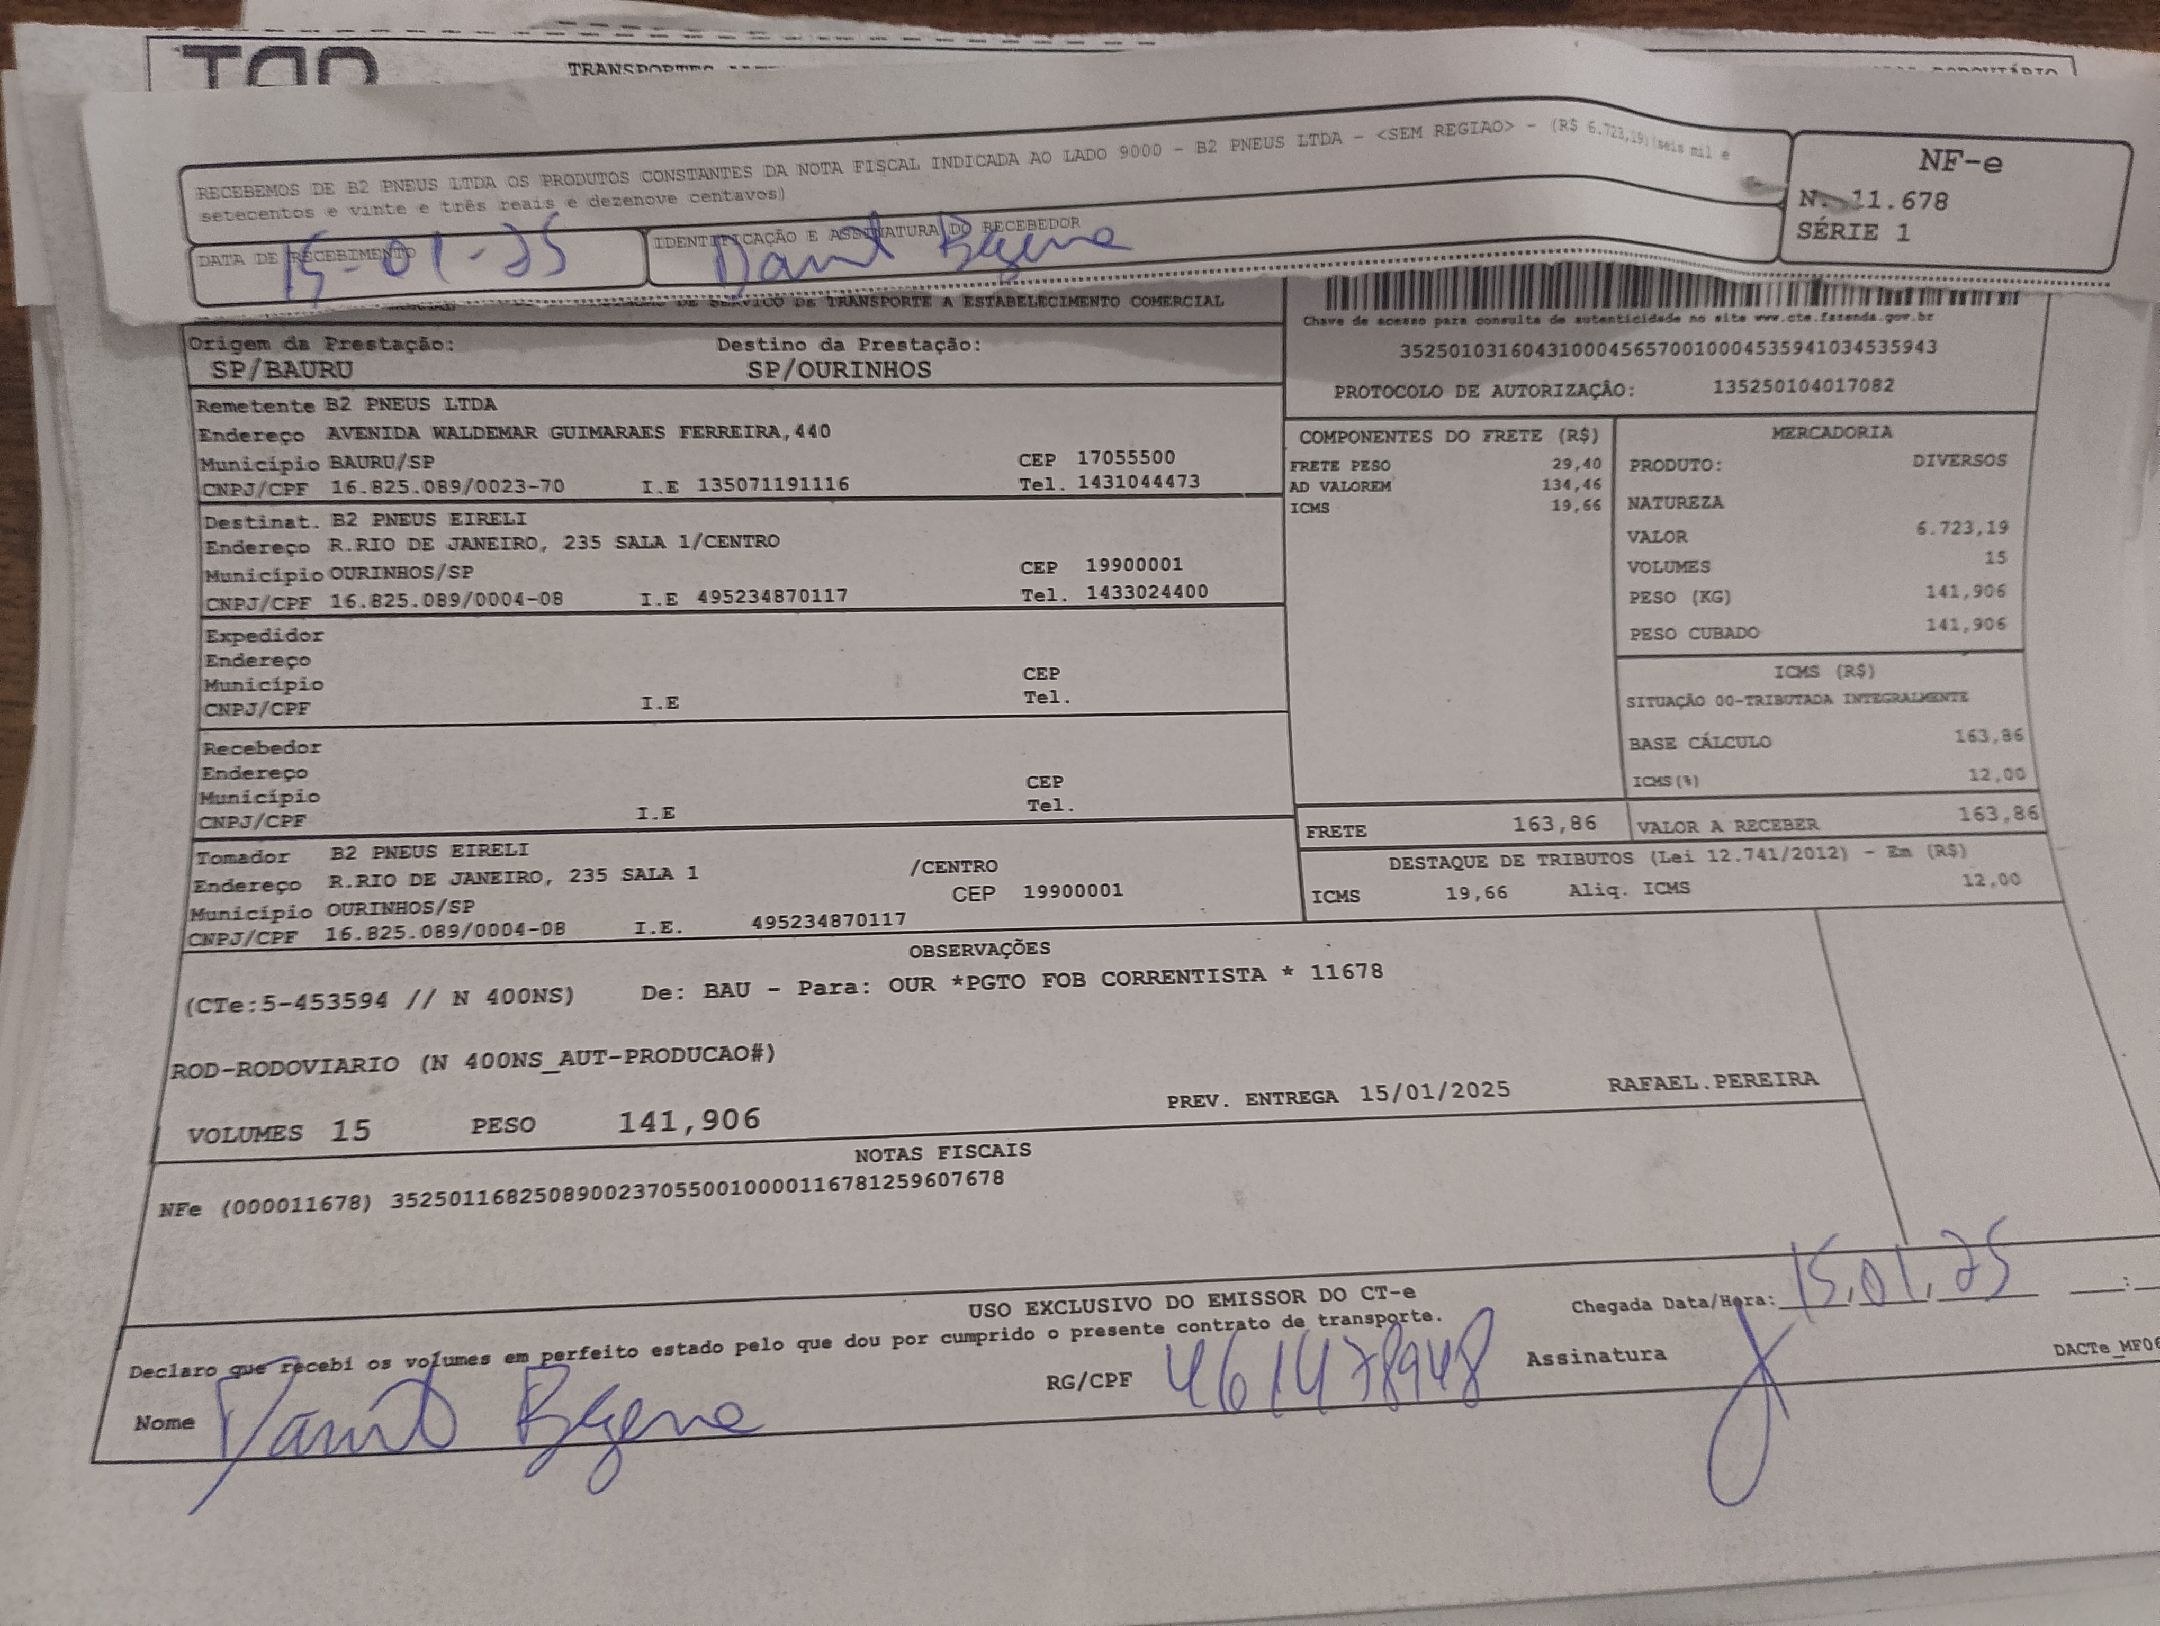 RECEBEMOS DE B2 PNEUS LTDA OS PRODUTOS CONSTANTES DA NOTA FISCAL INDICADA AO LADO 9000 - B2 PNEUS LTDA - <SEM REGIAO> - (R$ 6.723,19)(seis mil e
setecentos e vinte e três reais e dezenove centavos)
NF-e
N. 11.678
SÉRIE 1
DATA DE RECEBIMENTO
15-01-25
IDENTIFICAÇÃO E ASSINATURA DO RECEBEDOR
DE SERVICO DE TRANSPORTE A ESTABELECIMENTO COMERCIAL
Chave de acesso para consulta de autenticidade no site www.cte.fazenda.gov.br
35250103160431000456570010004535941034535943
PROTOCOLO DE AUTORIZAÇÃO: 135250104017082
Origem da Prestação: Destino da Prestação:
SP/BAURU SP/OURINHOS
Remetente B2 PNEUS LTDA
Endereço AVENIDA WALDEMAR GUIMARAES FERREIRA,440
Município BAURU/SP CEP 17055500
CNPJ/CPF 16.825.089/0023-70 I.E 135071191116 Tel. 1431044473
Destinat. B2 PNEUS EIRELI
Endereço R.RIO DE JANEIRO, 235 SALA 1/CENTRO
Município OURINHOS/SP CEP 19900001
CNPJ/CPF 16.825.089/0004-08 I.E 495234870117 Tel. 1433024400
Expedidor
Endereço
Município CEP
CNPJ/CPF I.E Tel.
Recebedor
Endereço
Município CEP
CNPJ/CPF I.E Tel.
Tomador B2 PNEUS EIRELI
Endereço R.RIO DE JANEIRO, 235 SALA 1 /CENTRO
Município OURINHOS/SP CEP 19900001
CNPJ/CPF 16.825.089/0004-08 I.E. 495234870117
COMPONENTES DO FRETE (R$)
FRETE PESO 29,40
AD VALOREM 134,46
ICMS 19,66
MERCADORIA
PRODUTO: DIVERSOS
NATUREZA
VALOR 6.723,19
VOLUMES 15
PESO (KG) 141,906
PESO CUBADO 141,906
ICMS (R$)
SITUAÇÃO 00-TRIBUTADA INTEGRALMENTE
BASE CÁLCULO 163,86
ICMS(%) 12,00
FRETE 163,86 VALOR A RECEBER 163,86
DESTAQUE DE TRIBUTOS (Lei 12.741/2012) - Em (R$)
ICMS 19,66 Aliq. ICMS 12,00
OBSERVAÇÕES
(CTe:5-453594 // N 400NS) De: BAU - Para: OUR *PGTO FOB CORRENTISTA * 11678
ROD-RODOVIARIO (N 400NS_AUT-PRODUCAO#)
VOLUMES 15 PESO 141,906 PREV. ENTREGA 15/01/2025 RAFAEL.PEREIRA
NOTAS FISCAIS
NFe (000011678) 35250116825089002370550010000116781259607678
USO EXCLUSIVO DO EMISSOR DO CT-e
Declaro que recebi os volumes em perfeito estado pelo que dou por cumprido o presente contrato de transporte.
Chegada Data/Hora: 15,01,25
Nome RG/CPF 461478948 Assinatura